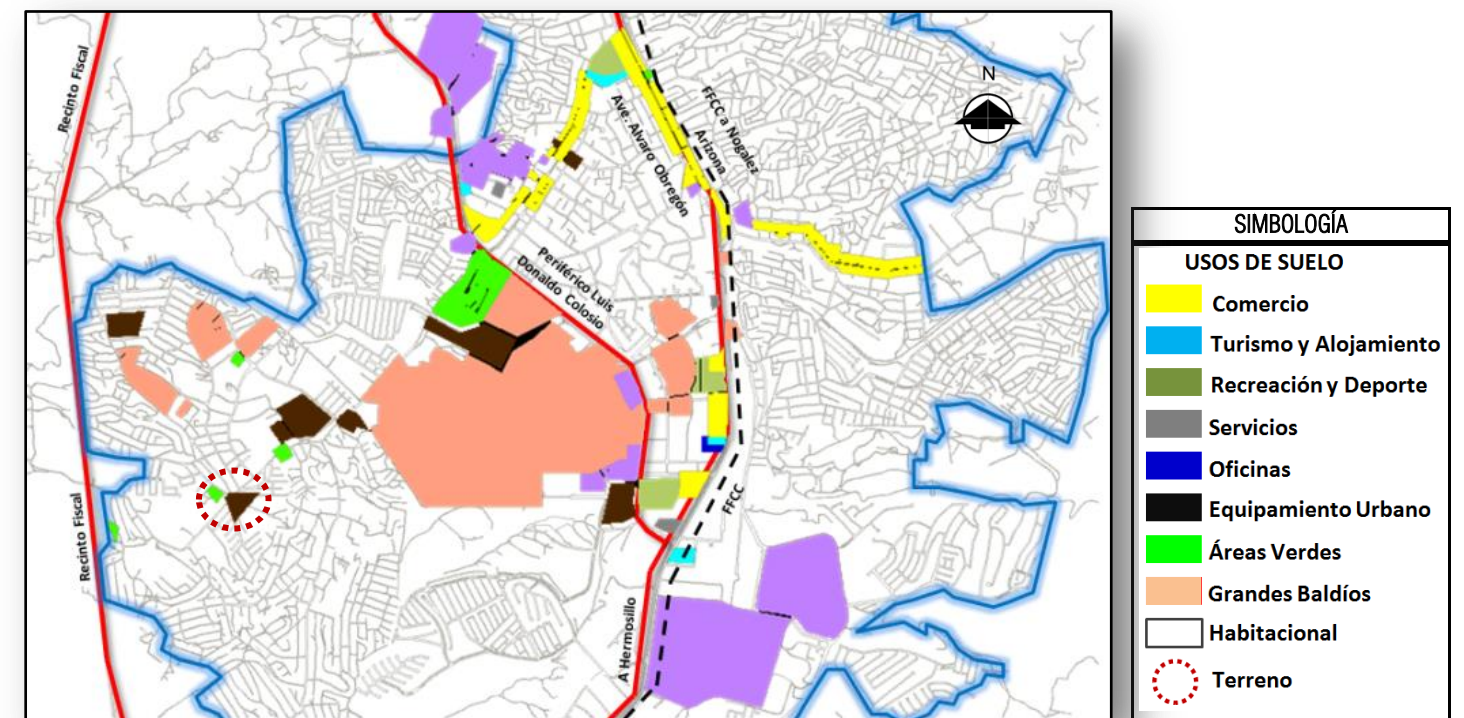 Recinto Fiscal
N
FFCC a Nogalez
Arizona
Ave. Alvaro Obregón
Periférico Luis
Donaldo Colosio
Recinto Fiscal
FFCC
A Hermosillo
SIMBOLOGÍA
USOS DE SUELO
Comercio
Turismo y Alojamiento
Recreación y Deporte
Servicios
Oficinas
Equipamiento Urbano
Áreas Verdes
Grandes Baldíos
Habitacional
Terreno